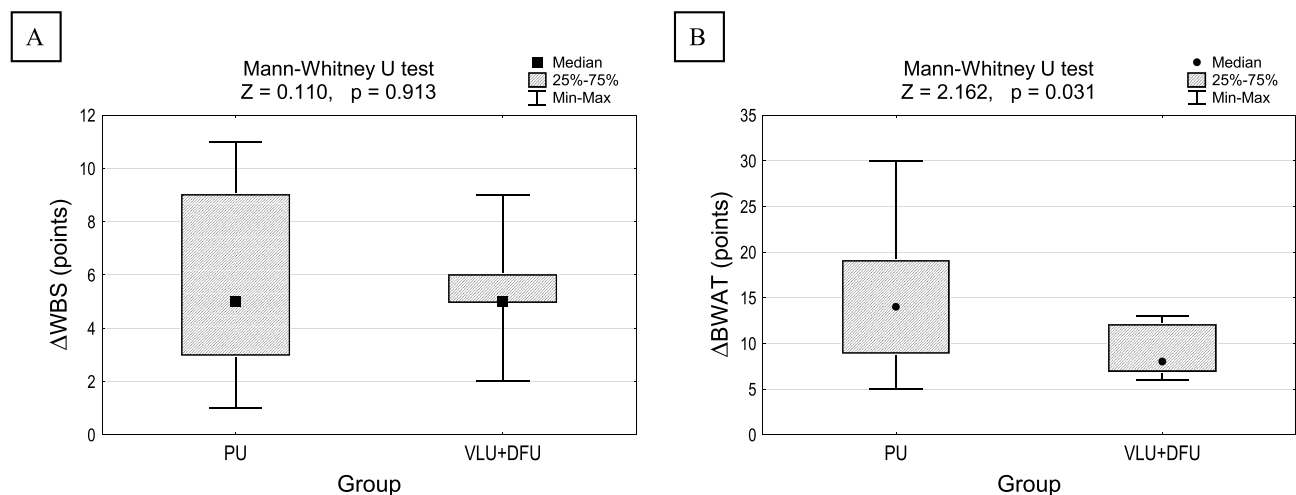 A
Mann-Whitney U test
Z = 0.110, p = 0.913
Median
25%-75%
Min-Max
12
10
8
6
4
2
0
ΔWBS (points)
PU
VLU+DFU
Group
B
Mann-Whitney U test
Z = 2.162, p = 0.031
Median
25%-75%
Min-Max
35
30
25
20
15
10
5
0
ΔBWAT (points)
PU
VLU+DFU
Group